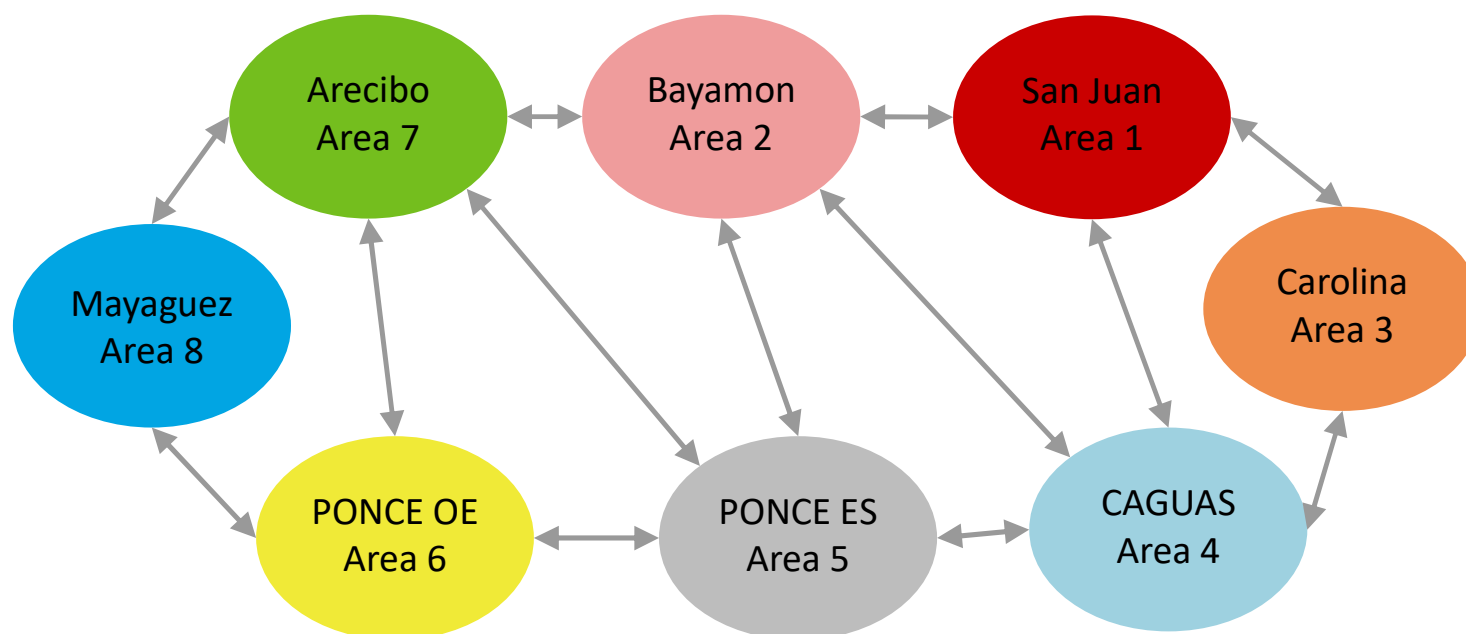 Arecibo
Area 7
Bayamon
Area 2
San Juan
Area 1
Mayaguez
Area 8
Carolina
Area 3
PONCE OE
Area 6
PONCE ES
Area 5
CAGUAS
Area 4